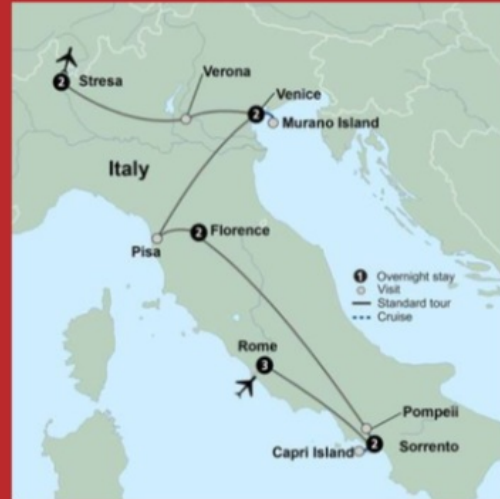 2
Stresa
Verona
Venice
2
Murano Island
Italy
2
Florence
Pisa
1 Overnight stay
Visit
Standard tour
Cruise
Rome
3
Pompeii
2
Sorrento
Capri Island